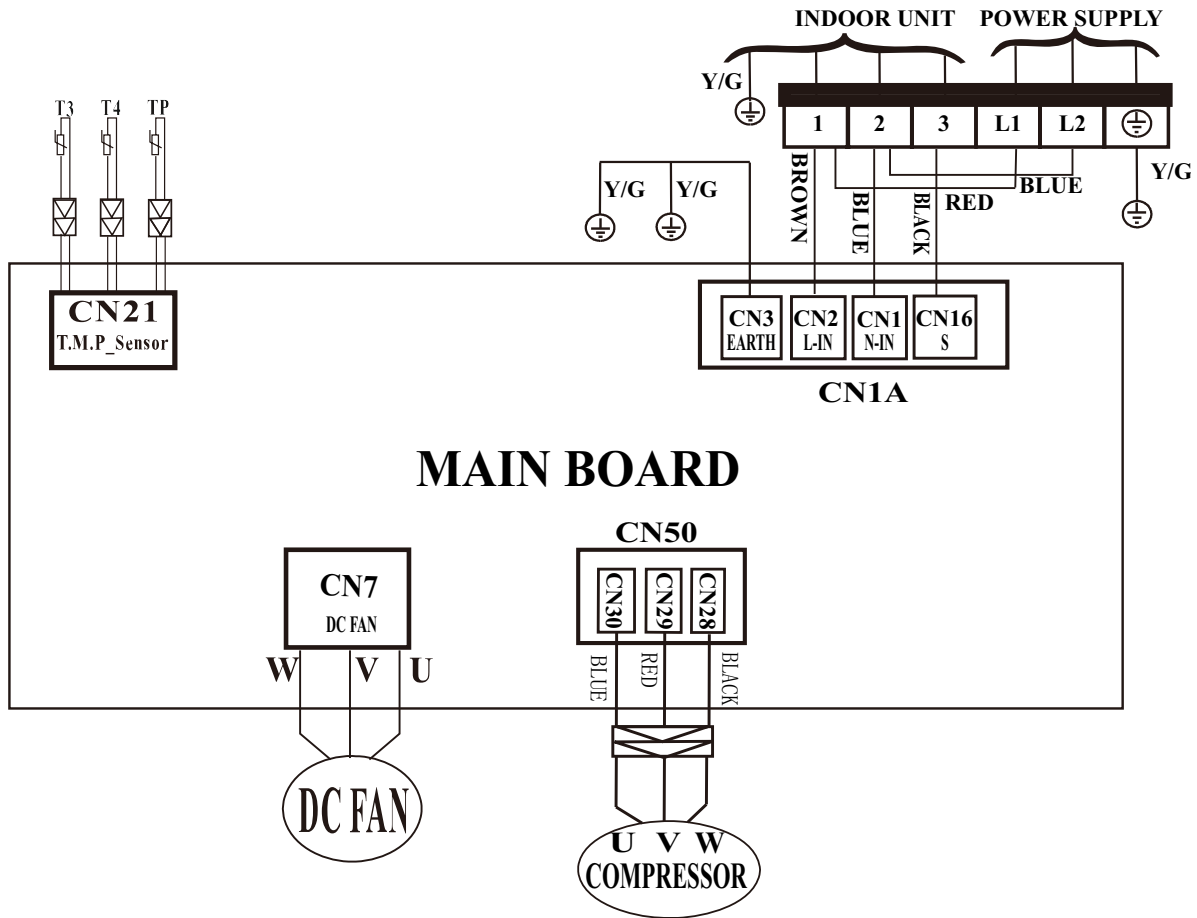 INDOOR UNIT POWER SUPPLY
Y/G
T3 T4 TP
1 2 3 L1 L2
Y/G Y/G
BROWN
BLUE
BLACK
RED
BLUE
Y/G
CN21
T.M.P_Sensor
CN3 CN2 CN1 CN16
EARTH L-IN N-IN S
CN1A
MAIN BOARD
CN50
CN7
DC FAN
CN30
CN29
CN28
W V U
BLUE
RED
BLACK
DC FAN
U V W
COMPRESSOR